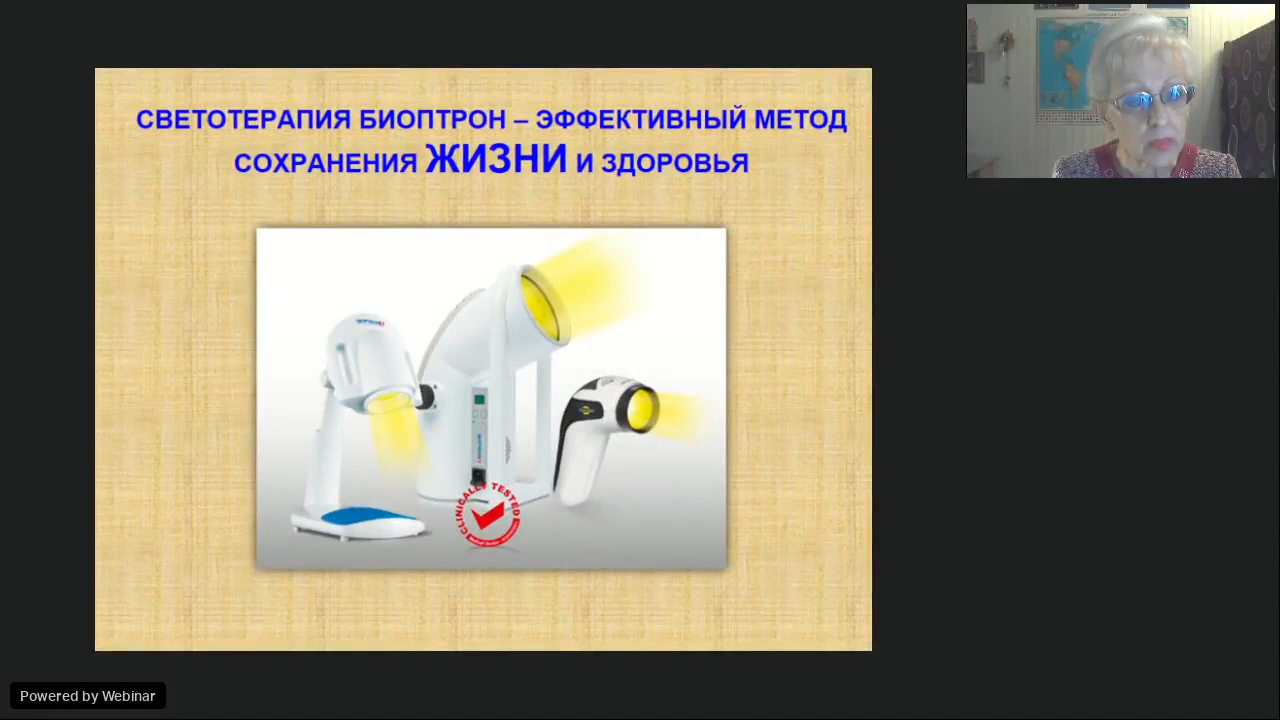 СВЕТОТЕРАПИЯ БИОПТРОН – ЭФФЕКТИВНЫЙ МЕТОД
СОХРАНЕНИЯ ЖИЗНИ И ЗДОРОВЬЯ
CLINICALLY TESTED
Powered by Webinar